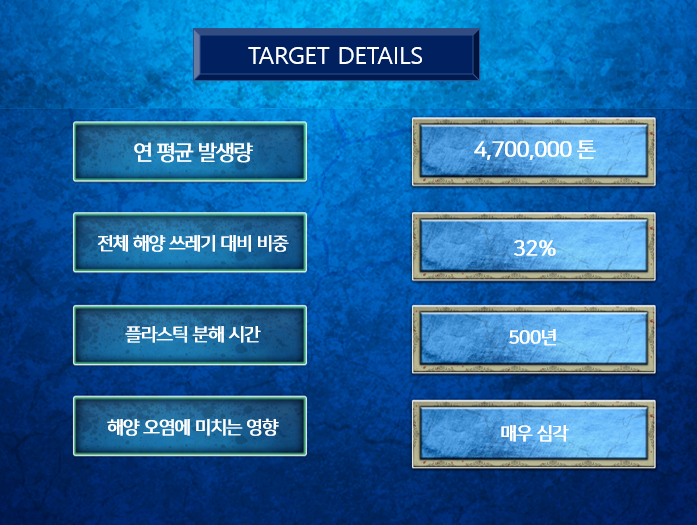 TARGET DETAILS
연 평균 발생량
4,700,000 톤
전체 해양 쓰레기 대비 비중
32%
플라스틱 분해 시간
500년
해양 오염에 미치는 영향
매우 심각